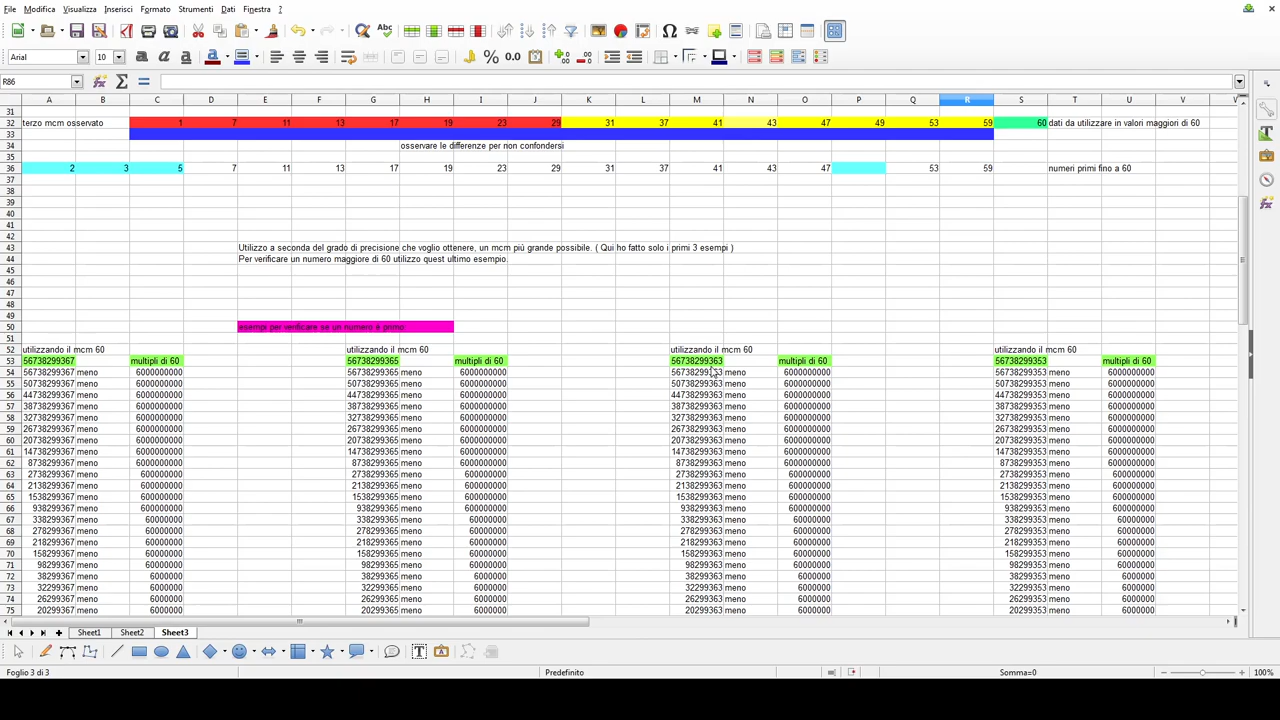 File Modifica Visualizza Inserisci Formato Strumenti Dati Finestra ?
Arial 10
R86
A B C D E F G H I J K L M N O P Q R S T U V
31
32 terzo mcm osservato 1 7 11 13 17 19 23 29 31 37 41 43 47 49 53 59 60 dati da utilizzare in valori maggiori di 60
33
34 osservare le differenze per non confondersi
35
36 2 3 5 7 11 13 17 19 23 29 31 37 41 43 47 53 59 numeri primi fino a 60
37
38
39
40
41
42
43 Utilizzo a seconda del grado di precisione che voglio ottenere, un mcm più grande possibile. ( Qui ho fatto solo i primi 3 esempi )
44 Per verificare un numero maggiore di 60 utilizzo quest ultimo esempio.
45
46
47
48
49
50 esempi per verificare se un numero è primo:
51
52 utilizzando il mcm 60 utilizzando il mcm 60 utilizzando il mcm 60 utilizzando il mcm 60
53 56738299367 multipli di 60 56738299365 multipli di 60 56738299363 multipli di 60 56738299353 multipli di 60
54 56738299367 meno 6000000000 56738299365 meno 6000000000 56738299363 meno 6000000000 56738299353 meno 6000000000
55 50738299367 meno 6000000000 50738299365 meno 6000000000 50738299363 meno 6000000000 50738299353 meno 6000000000
56 44738299367 meno 6000000000 44738299365 meno 6000000000 44738299363 meno 6000000000 44738299353 meno 6000000000
57 38738299367 meno 6000000000 38738299365 meno 6000000000 38738299363 meno 6000000000 38738299353 meno 6000000000
58 32738299367 meno 6000000000 32738299365 meno 6000000000 32738299363 meno 6000000000 32738299353 meno 6000000000
59 26738299367 meno 6000000000 26738299365 meno 6000000000 26738299363 meno 6000000000 26738299353 meno 6000000000
60 20738299367 meno 6000000000 20738299365 meno 6000000000 20738299363 meno 6000000000 20738299353 meno 6000000000
61 14738299367 meno 6000000000 14738299365 meno 6000000000 14738299363 meno 6000000000 14738299353 meno 6000000000
62 8738299367 meno 6000000000 8738299365 meno 6000000000 8738299363 meno 6000000000 8738299353 meno 6000000000
63 2738299367 meno 600000000 2738299365 meno 600000000 2738299363 meno 600000000 2738299353 meno 600000000
64 2138299367 meno 600000000 2138299365 meno 600000000 2138299363 meno 600000000 2138299353 meno 600000000
65 1538299367 meno 600000000 1538299365 meno 600000000 1538299363 meno 600000000 1538299353 meno 600000000
66 938299367 meno 600000000 938299365 meno 600000000 938299363 meno 600000000 938299353 meno 600000000
67 338299367 meno 60000000 338299365 meno 60000000 338299363 meno 60000000 338299353 meno 60000000
68 278299367 meno 60000000 278299365 meno 60000000 278299363 meno 60000000 278299353 meno 60000000
69 218299367 meno 60000000 218299365 meno 60000000 218299363 meno 60000000 218299353 meno 60000000
70 158299367 meno 60000000 158299365 meno 60000000 158299363 meno 60000000 158299353 meno 60000000
71 98299367 meno 60000000 98299365 meno 60000000 98299363 meno 60000000 98299353 meno 60000000
72 38299367 meno 6000000 38299365 meno 6000000 38299363 meno 6000000 38299353 meno 6000000
73 32299367 meno 6000000 32299365 meno 6000000 32299363 meno 6000000 32299353 meno 6000000
74 26299367 meno 6000000 26299365 meno 6000000 26299363 meno 6000000 26299353 meno 6000000
75 20299367 meno 6000000 20299365 meno 6000000 20299363 meno 6000000 20299353 meno 6000000
Sheet1 Sheet2 Sheet3
Foglio 3 di 3 Predefinito Somma=0 100%